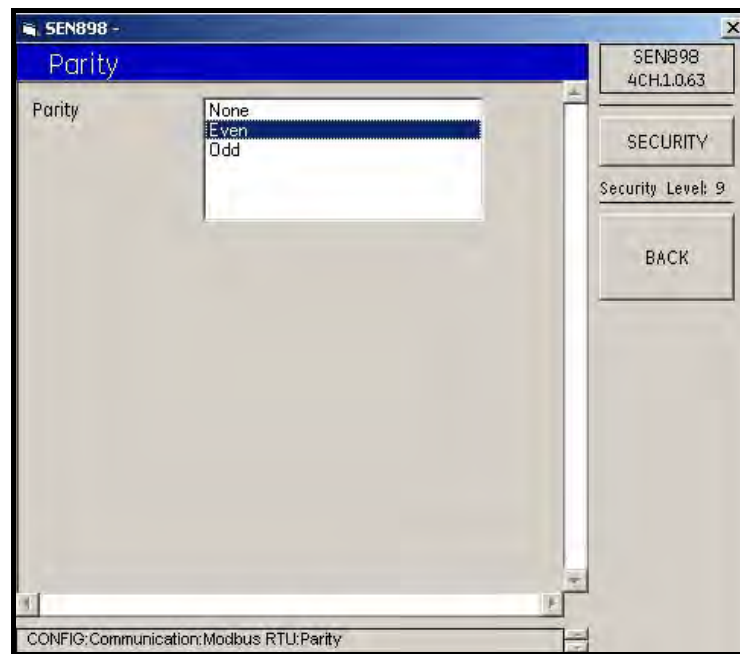 SEN898 -
Parity
SEN898
4CH.1.0.63
Parity
None
Even
Odd
SECURITY
Security Level: 9
BACK
CONFIG:Communication:Modbus RTU:Parity